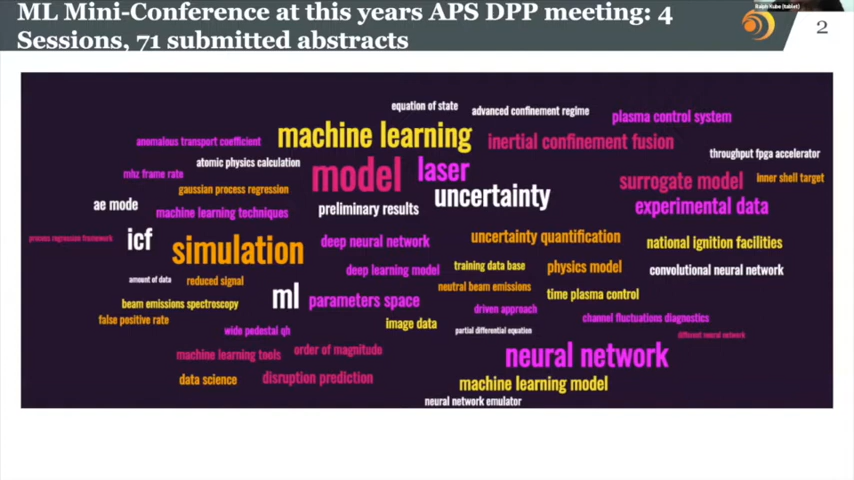 ML Mini-Conference at this years APS DPP meeting: 4
Sessions, 71 submitted abstracts
Ralph Kube (tablet)
2
equation of state
advanced confinement regime
plasma control system
machine learning
inertial confinement fusion
anomalous transport coefficient
throughput fpga accelerator
atomic physics calculation
laser
mhz frame rate
model
surrogate model
inner shell target
gaussian process regression
uncertainty
ae mode
machine learning techniques
preliminary results
experimental data
process regression framework
icf
simulation
deep neural network
uncertainty quantification
national ignition facilities
deep learning model
training data base
physics model
convolutional neural network
amount of data
reduced signal
neutral beam emissions
ml
parameters space
time plasma control
beam emissions spectroscopy
driven approach
false positive rate
image data
channel fluctuations diagnostics
wide pedestal qh
partial differential equation
different neural network
machine learning tools
order of magnitude
neural network
data science
disruption prediction
machine learning model
neural network emulator